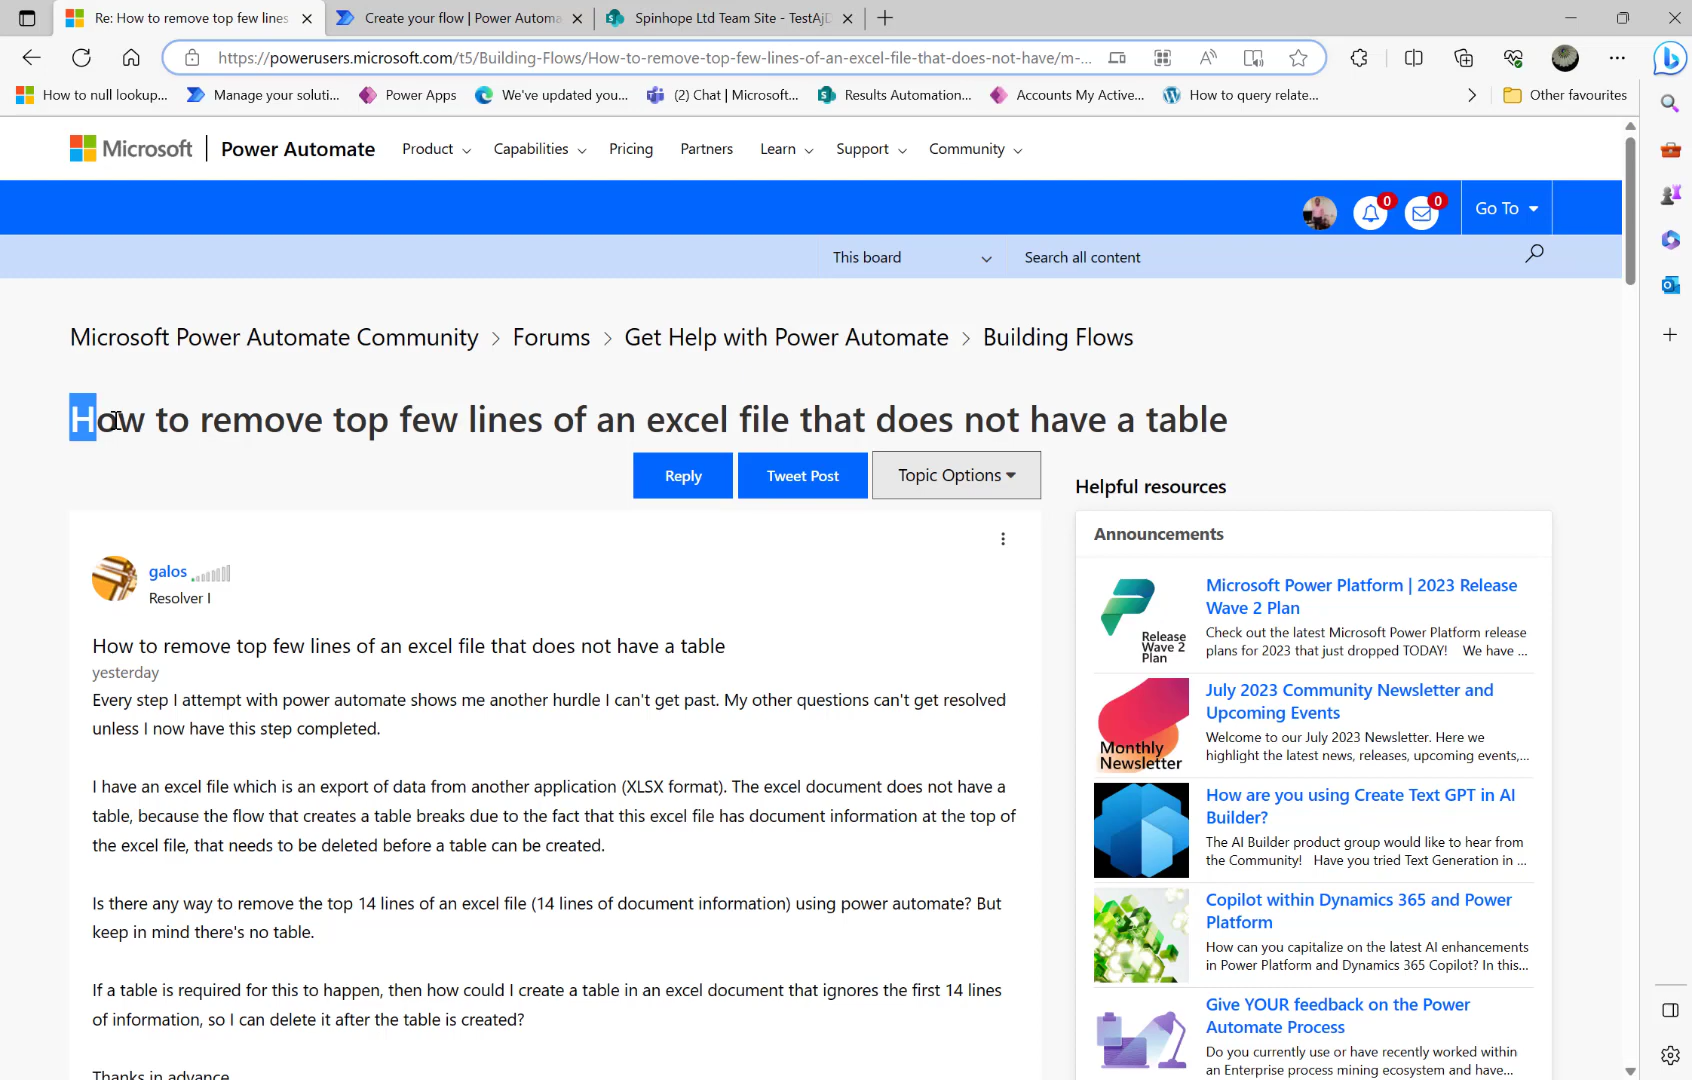 Re: How to remove top few lines
Create your flow | Power Automa
Spinhope Ltd Team Site - TestAjD
https://powerusers.microsoft.com/t5/Building-Flows/How-to-remove-top-few-lines-of-an-excel-file-that-does-not-have/m-...
How to null lookup...
Manage your soluti...
Power Apps
We've updated you...
(2) Chat | Microsoft...
Results Automation...
Accounts My Active...
How to query relate...
Other favourites
Microsoft
Power Automate
Product
Capabilities
Pricing
Partners
Learn
Support
Community
0
0
Go To
This board
Search all content
Microsoft Power Automate Community > Forums > Get Help with Power Automate > Building Flows
How to remove top few lines of an excel file that does not have a table
Reply
Tweet Post
Topic Options
galos
Resolver I
How to remove top few lines of an excel file that does not have a table
yesterday
Every step I attempt with power automate shows me another hurdle I can't get past. My other questions can't get resolved
unless I now have this step completed.
I have an excel file which is an export of data from another application (XLSX format). The excel document does not have a
table, because the flow that creates a table breaks due to the fact that this excel file has document information at the top of
the excel file, that needs to be deleted before a table can be created.
Is there any way to remove the top 14 lines of an excel file (14 lines of document information) using power automate? But
keep in mind there's no table.
If a table is required for this to happen, then how could I create a table in an excel document that ignores the first 14 lines
of information, so I can delete it after the table is created?
Thanks in advance
Helpful resources
Announcements
Release
Wave 2
Plan
Microsoft Power Platform | 2023 Release
Wave 2 Plan
Check out the latest Microsoft Power Platform release
plans for 2023 that just dropped TODAY! We have ...
Monthly
Newsletter
July 2023 Community Newsletter and
Upcoming Events
Welcome to our July 2023 Newsletter. Here we
highlight the latest news, releases, upcoming events,...
How are you using Create Text GPT in AI
Builder?
The AI Builder product group would like to hear from
the Community! Have you tried Text Generation in ...
Copilot within Dynamics 365 and Power
Platform
How can you capitalize on the latest AI enhancements
in Power Platform and Dynamics 365 Copilot? In this...
Give YOUR feedback on the Power
Automate Process
Do you currently use or have recently worked within
an Enterprise process mining ecosystem and have...